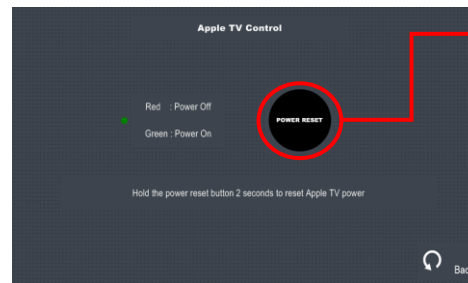 Apple TV Control
Red : Power Off
POWER RESET
Green : Power On
Hold the power reset button 2 seconds to reset Apple TV power